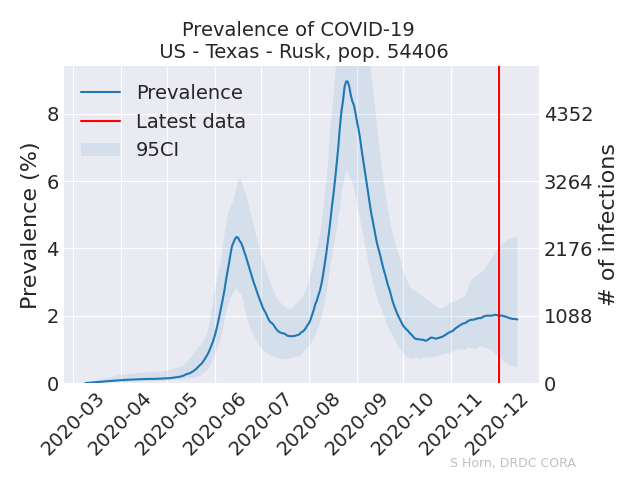 Prevalence of COVID-19
US - Texas - Rusk, pop. 54406
Prevalence
Latest data
95CI
Prevalence (%)
8
6
4
2
0
4352
3264
2176
1088
0
# of infections
2020-03
2020-04
2020-05
2020-06
2020-07
2020-08
2020-09
2020-10
2020-11
2020-12
S Horn, DRDC CORA